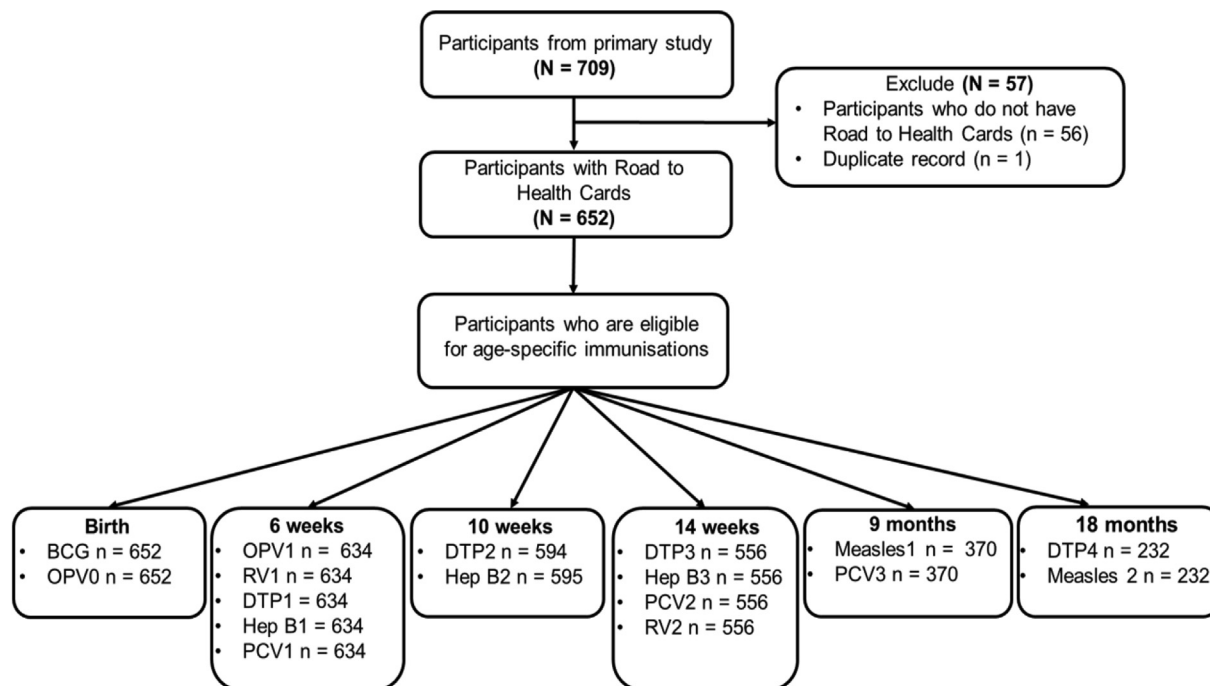 Participants from primary study
(N = 709)
Exclude (N = 57)
• Participants who do not have
Road to Health Cards (n = 56)
• Duplicate record (n = 1)
Participants with Road to
Health Cards
(N = 652)
Participants who are eligible
for age-specific immunisations
Birth
• BCG n = 652
• OPV0 n = 652
6 weeks
• OPV1 n = 634
• RV1 n = 634
• DTP1 n = 634
• Hep B1 = 634
• PCV1 n = 634
10 weeks
• DTP2 n = 594
• Hep B2 n = 595
14 weeks
• DTP3 n = 556
• Hep B3 n = 556
• PCV2 n = 556
• RV2 n = 556
9 months
• Measles1 n = 370
• PCV3 n = 370
18 months
• DTP4 n = 232
• Measles 2 n = 232